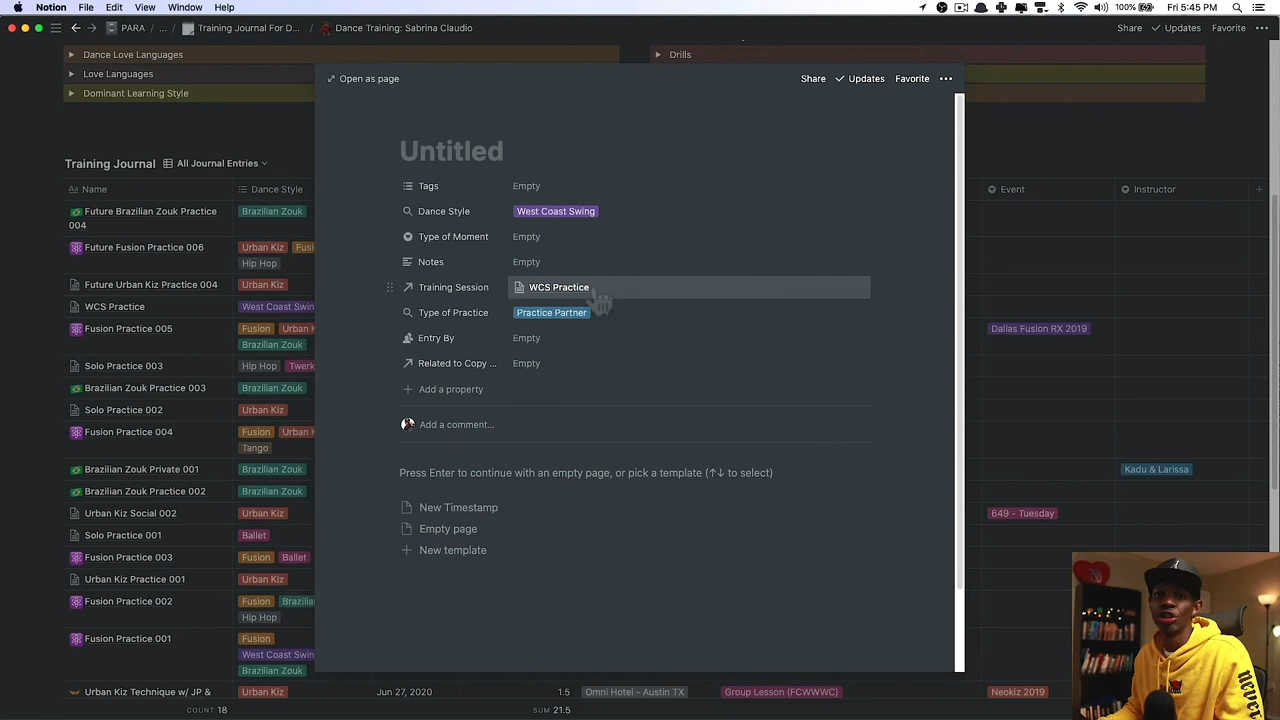 Notion File Edit View Window Help 100% Fri 5:45 PM
PARA / ... / Training Journal For D... / Dance Training: Sabrina Claudio Share Updates Favorite •••
Dance Love Languages Drills
Love Languages
Dominant Learning Style
Open as page Share Updates Favorite •••
Untitled
Tags Empty
Dance Style West Coast Swing
Type of Moment Empty
Notes Empty
Training Session WCS Practice
Type of Practice Practice Partner
Entry By Empty
Related to Copy ... Empty
Add a property
Add a comment...
Press Enter to continue with an empty page, or pick a template (↑↓ to select)
New Timestamp
Empty page
New template
Training Journal All Journal Entries
Aa Name Dance Style Event Instructor
Future Brazilian Zouk Practice Brazilian Zouk
004
Future Fusion Practice 006 Urban Kiz Fusi
Hip Hop
Future Urban Kiz Practice 004 Urban Kiz
WCS Practice West Coast Swing
Fusion Practice 005 Fusion Urban K Dallas Fusion RX 2019
Brazilian Zouk
Solo Practice 003 Hip Hop Twerk
Brazilian Zouk Practice 003 Brazilian Zouk
Solo Practice 002 Urban Kiz
Fusion Practice 004 Fusion Urban K
Tango
Brazilian Zouk Private 001 Brazilian Zouk Kadu & Larissa
Brazilian Zouk Practice 002 Brazilian Zouk
Urban Kiz Social 002 Urban Kiz 649 - Tuesday
Solo Practice 001 Ballet
Fusion Practice 003 Fusion Ballet
Urban Kiz Practice 001 Urban Kiz
Fusion Practice 002 Fusion Brazilia
Hip Hop
Fusion Practice 001 Fusion
West Coast Swing
Brazilian Zouk
Urban Kiz Technique w/ JP & Urban Kiz Jun 27, 2020 1.5 Omni Hotel - Austin TX Group Lesson (FCWWWC) Neokiz 2019
COUNT 18 SUM 21.5